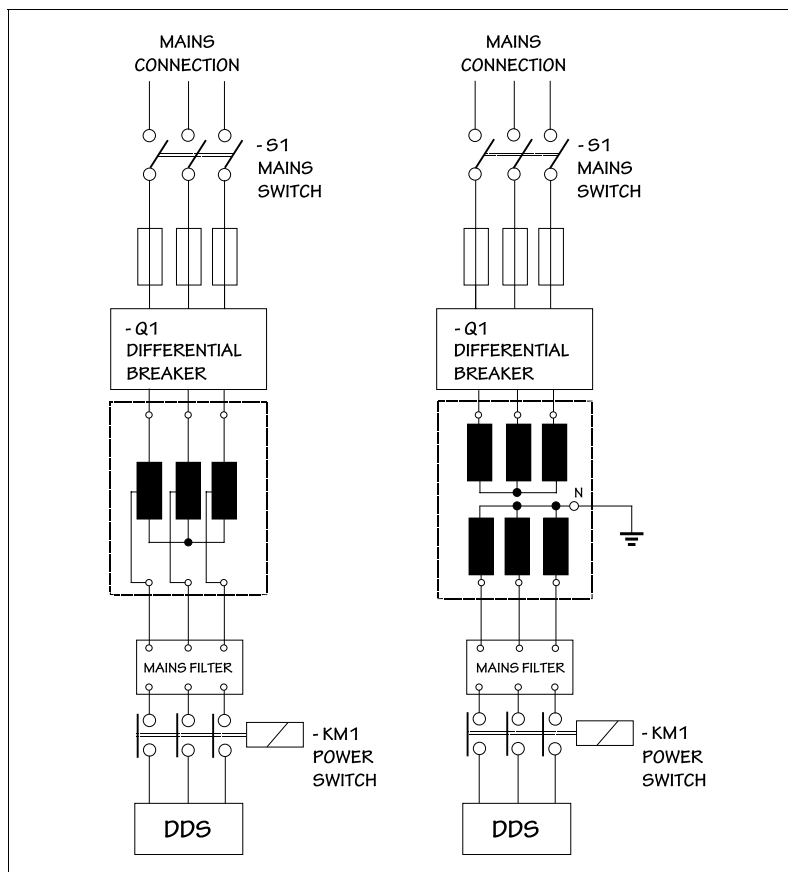 MAINS
CONNECTION
- S1
MAINS
SWITCH
- Q1
DIFFERENTIAL
BREAKER
MAINS FILTER
- KM1
POWER
SWITCH
DDS
MAINS
CONNECTION
- S1
MAINS
SWITCH
- Q1
DIFFERENTIAL
BREAKER
N
MAINS FILTER
- KM1
POWER
SWITCH
DDS